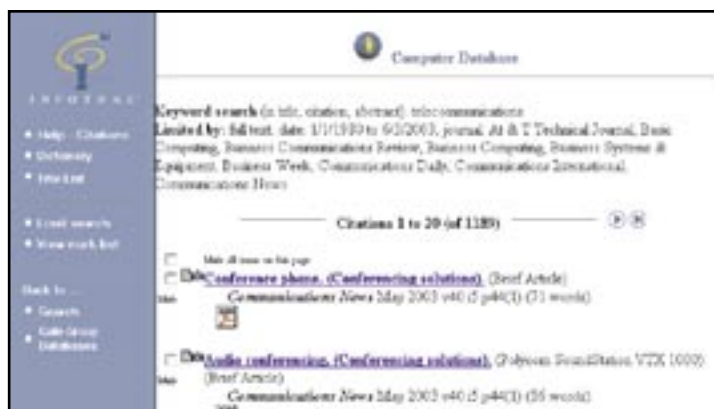 INFOTRAC
Help - Citations
Dictionary
Title List
Limit search
View mark list
Back to ...
Search
Gale Group
Databases
Computer Database
Keyword search (in title, citation, abstract): telecommunications
Limited by: full text, date: 1/1/1980 to 6/2/2003, journal: At & T Technical Journal, Basic
Computing, Business Communications Review, Business Computing, Business Systems &
Equipment, Business Week, Communications Daily, Communications International,
Communications News
Citations 1 to 20 (of 1189)
Mark all items on this page
Conference phone. (Conferencing solutions). (Brief Article)
Mark
Communications News May 2003 v40 i5 p44(1) (71 words)
Audio conferencing. (Conferencing solutions). (Polycom SoundStation VTX 1000)
Mark
(Brief Article)
Communications News May 2003 v40 i5 p44(1) (56 words)